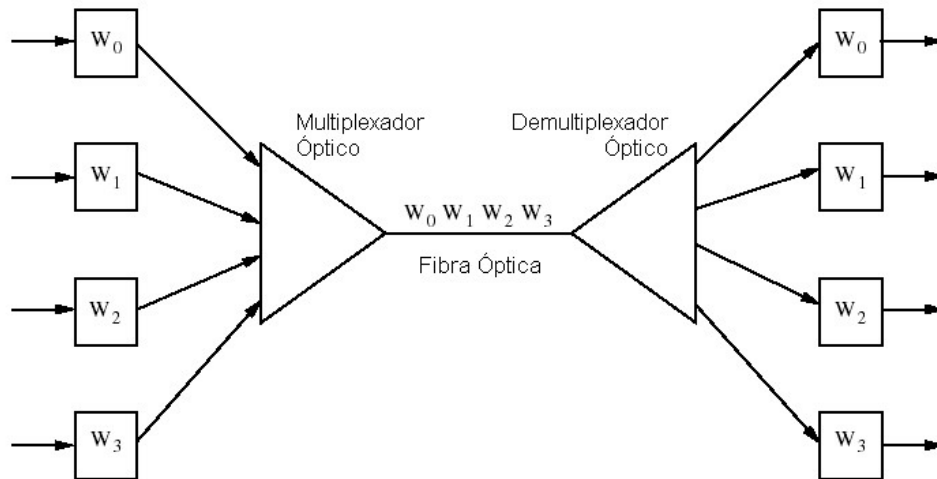 W0
W0
Multiplexador
Óptico
Demultiplexador
Óptico
W1
W1
W0 W1 W2 W3
Fibra Óptica
W2
W2
W3
W3